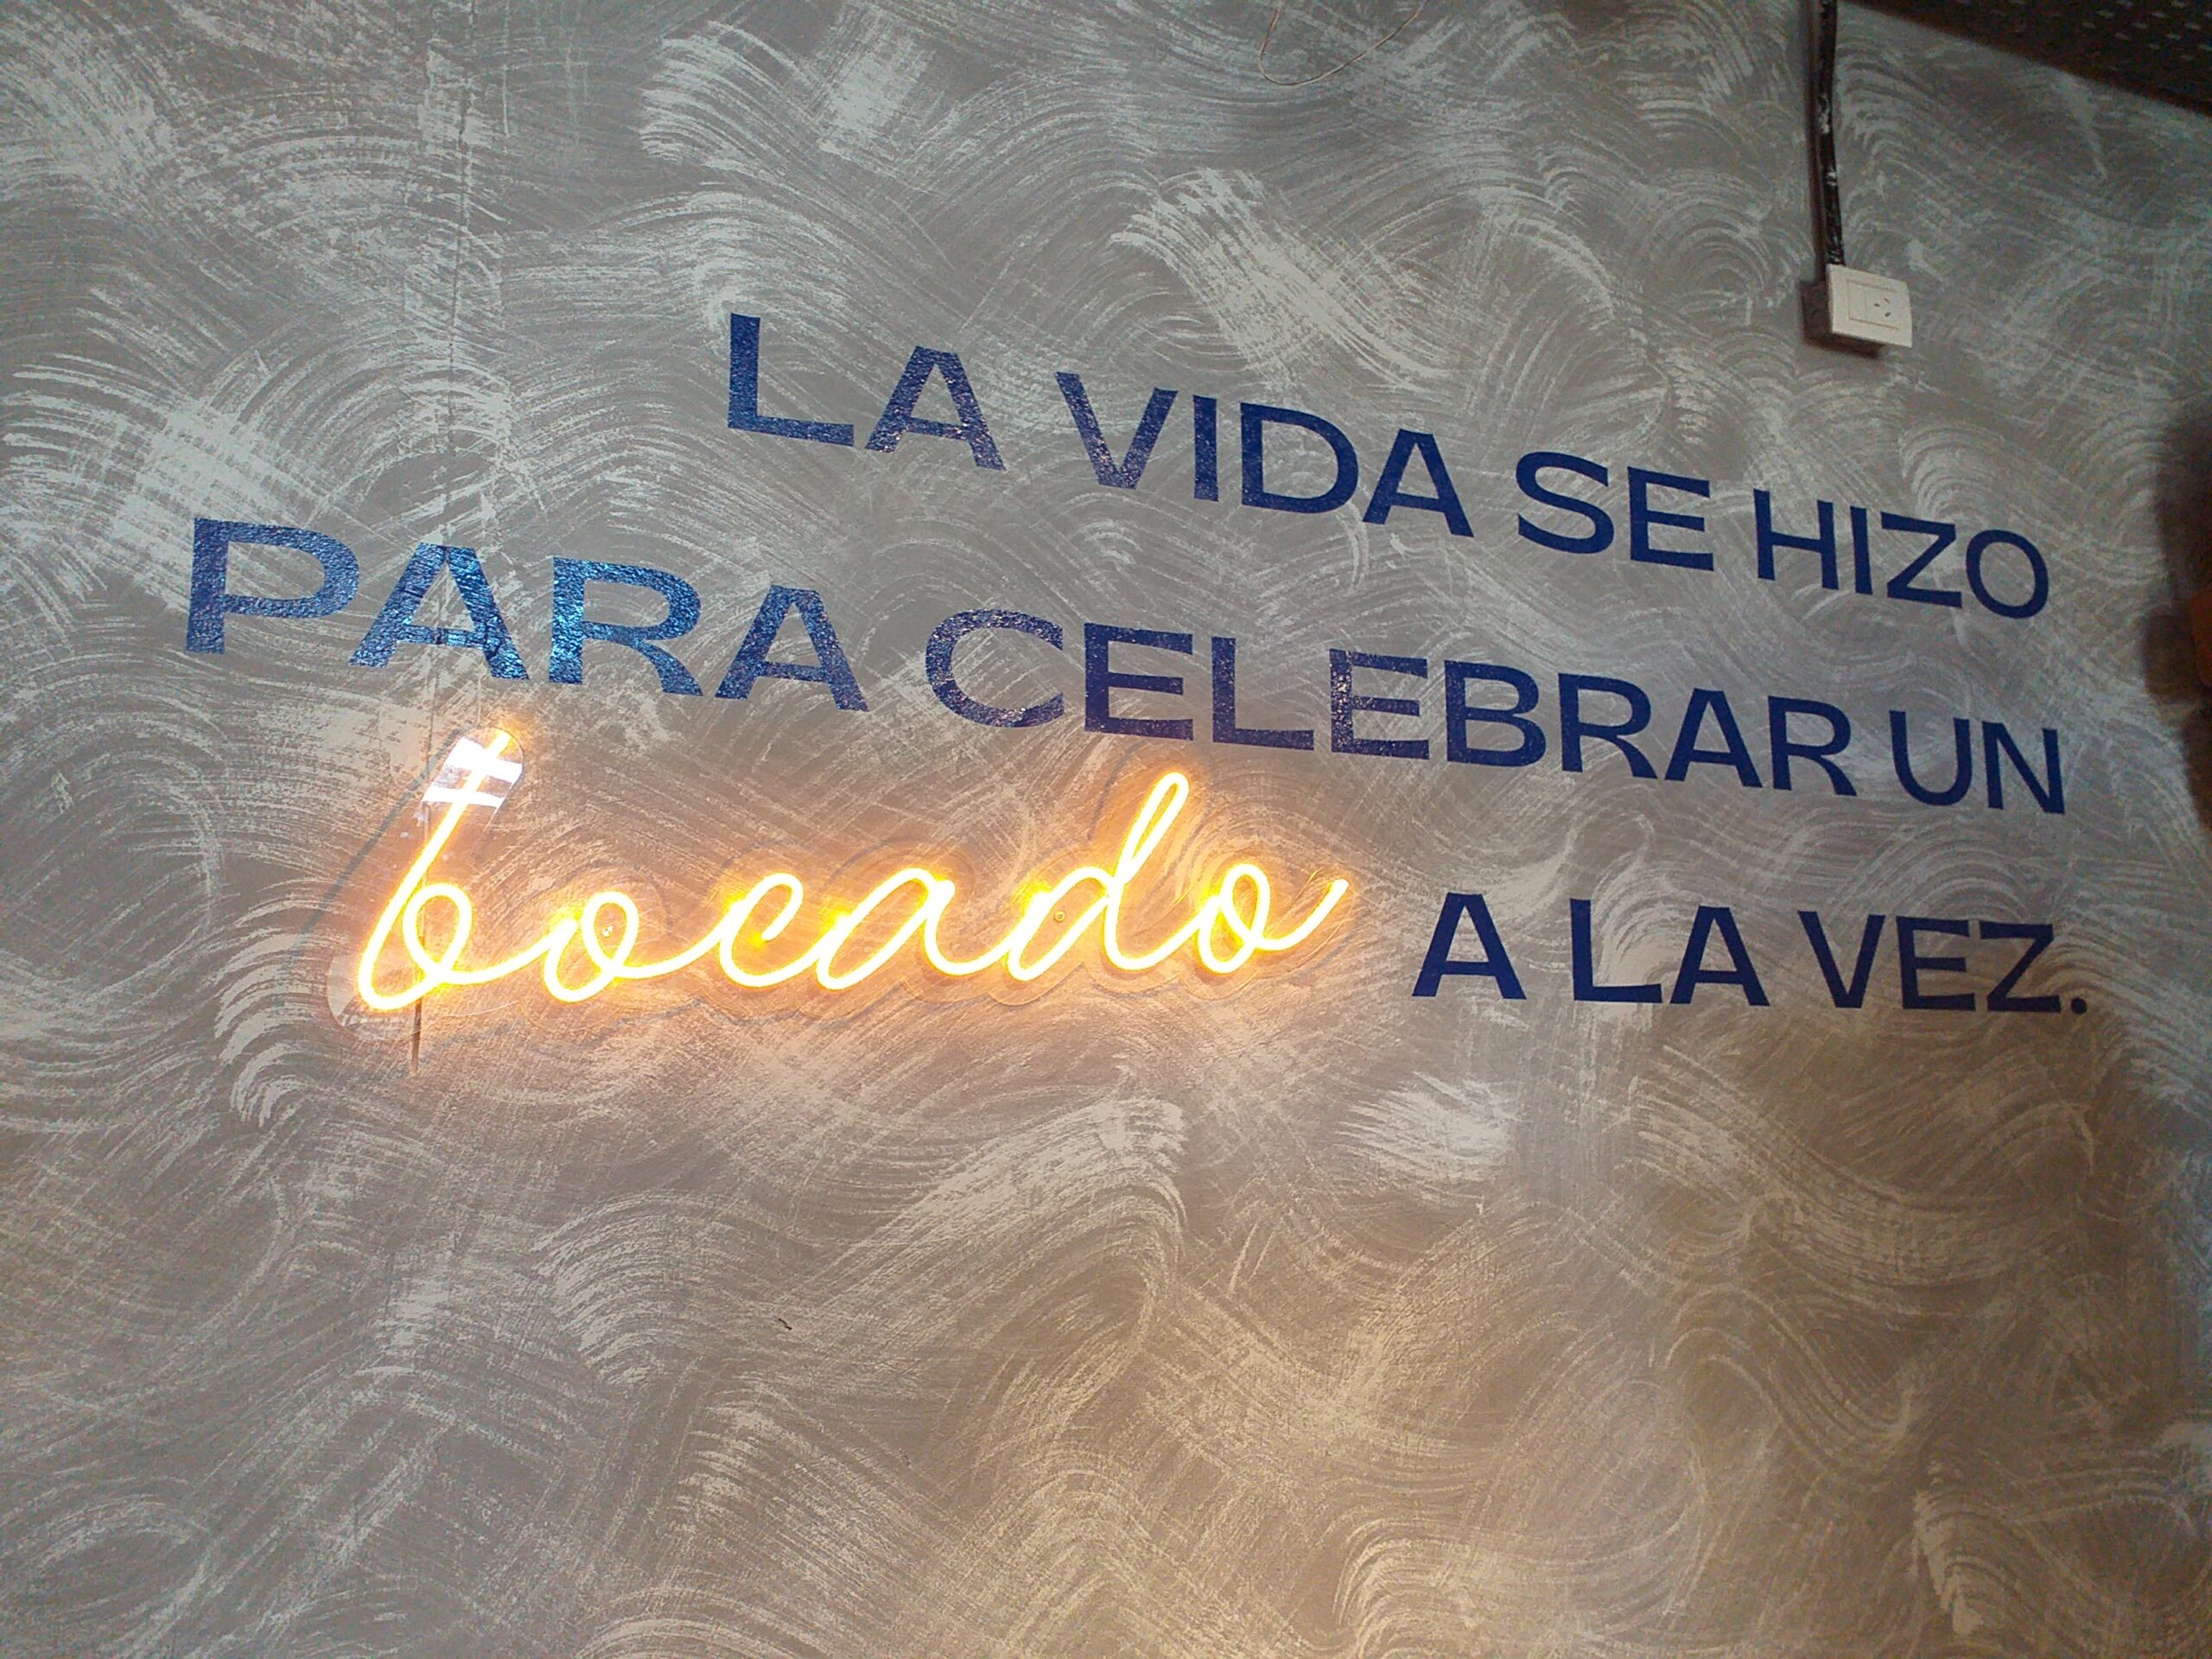 LA VIDA SE HIZO
PARA CELEBRAR UN
bocado A LA VEZ.